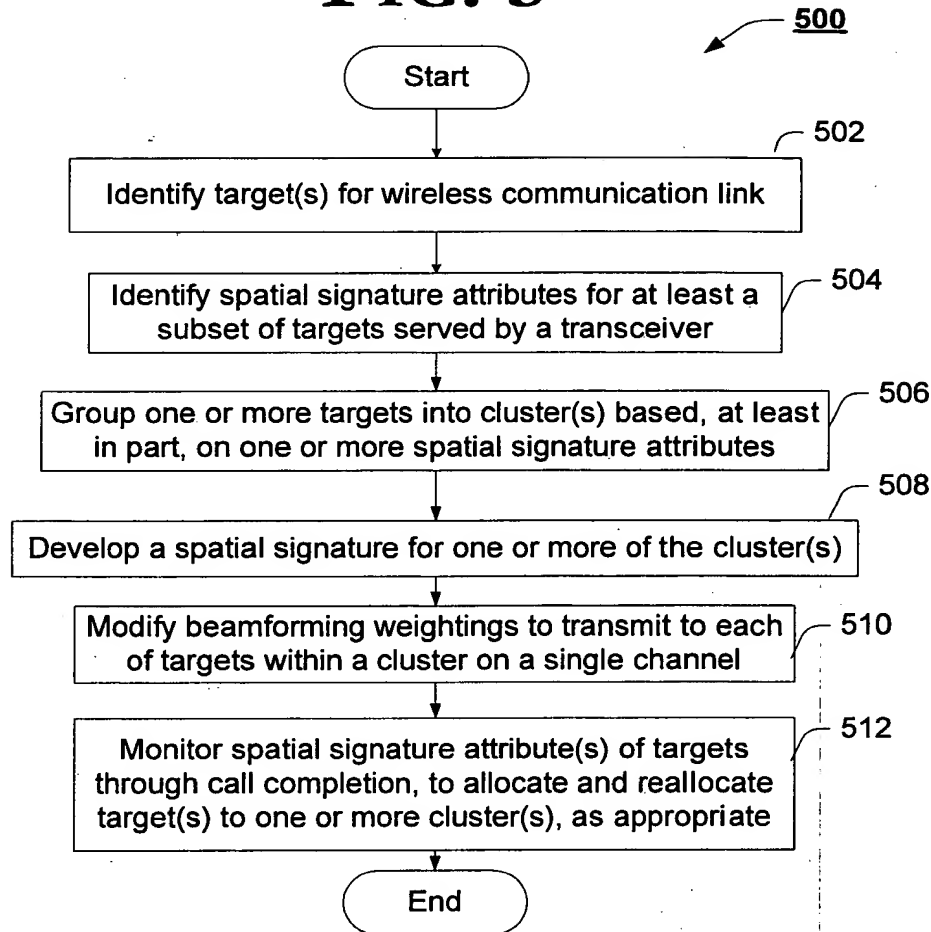 500
Start
502
Identify target(s) for wireless communication link
504
Identify spatial signature attributes for at least a
subset of targets served by a transceiver
506
Group one or more targets into cluster(s) based, at least
in part, on one or more spatial signature attributes
508
Develop a spatial signature for one or more of the cluster(s)
Modify beamforming weightings to transmit to each
of targets within a cluster on a single channel
510
512
Monitor spatial signature attribute(s) of targets
through call completion, to allocate and reallocate
target(s) to one or more cluster(s), as appropriate
End